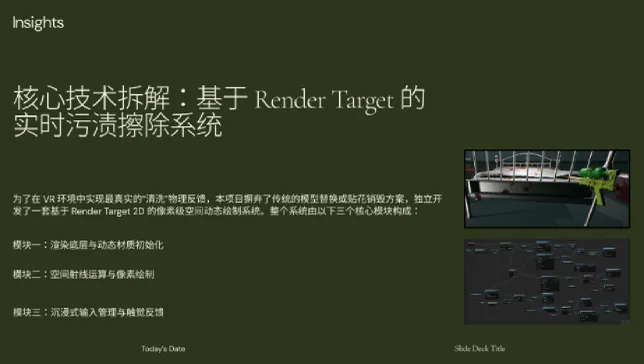 Insights
核心技术拆解：基于 Render Target 的
实时污渍擦除系统
为了在 VR 环境中实现最真实的“清洗”物理反馈，本项目摒弃了传统的模型替换或贴花销毁方案，独立开
发了一套基于 Render Target 2D 的像素级空间动态绘制系统。整个系统由以下三个核心模块构成：
模块一：渲染底层与动态材质初始化
模块二：空间射线运算与像素绘制
模块三：沉浸式输入管理与触觉反馈
Today's Date
Slide Deck Title